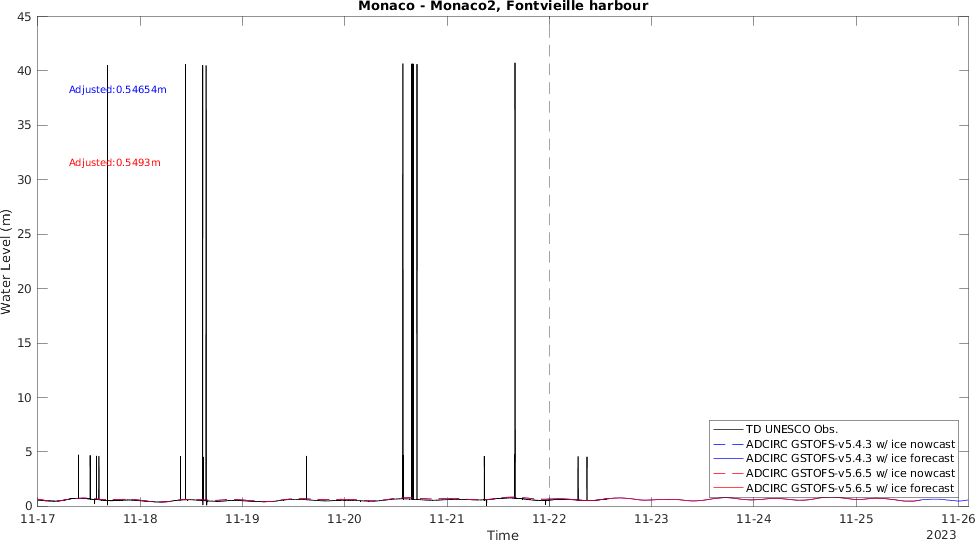 Monaco - Monaco2, Fontvieille harbour
45
40
35
30
25
20
15
10
5
0
Water Level (m)
Adjusted:0.54654m
Adjusted:0.5493m
TD UNESCO Obs.
ADCIRC GSTOFS-v5.4.3 w/ ice nowcast
ADCIRC GSTOFS-v5.4.3 w/ ice forecast
ADCIRC GSTOFS-v5.6.5 w/ ice nowcast
ADCIRC GSTOFS-v5.6.5 w/ ice forecast
11-17 11-18 11-19 11-20 11-21 11-22 11-23 11-24 11-25 11-26
Time
2023